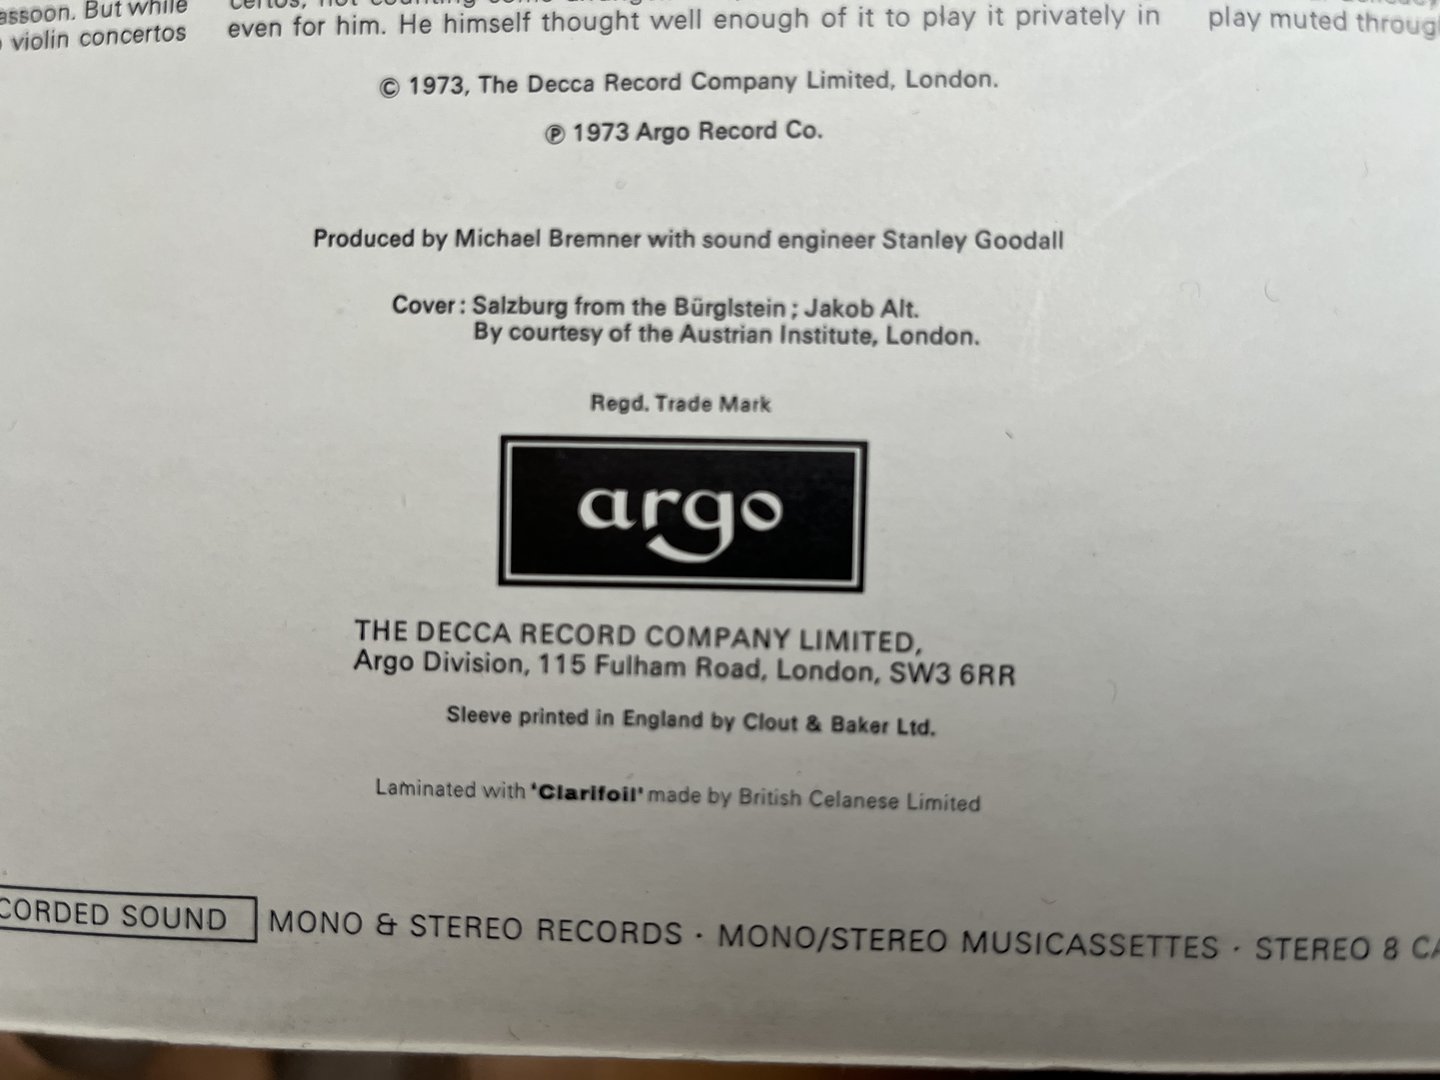 assoon. But while
violin concertos
even for him. He himself thought well enough of it to play it privately in
play muted throug
© 1973, The Decca Record Company Limited, London.
℗ 1973 Argo Record Co.
Produced by Michael Bremner with sound engineer Stanley Goodall
Cover: Salzburg from the Bürglstein; Jakob Alt.
By courtesy of the Austrian Institute, London.
Regd. Trade Mark
argo
THE DECCA RECORD COMPANY LIMITED,
Argo Division, 115 Fulham Road, London, SW3 6RR
Sleeve printed in England by Clout & Baker Ltd.
Laminated with 'Clarifoil' made by British Celanese Limited
CORDED SOUND MONO & STEREO RECORDS · MONO/STEREO MUSICASSETTES · STEREO 8 CA